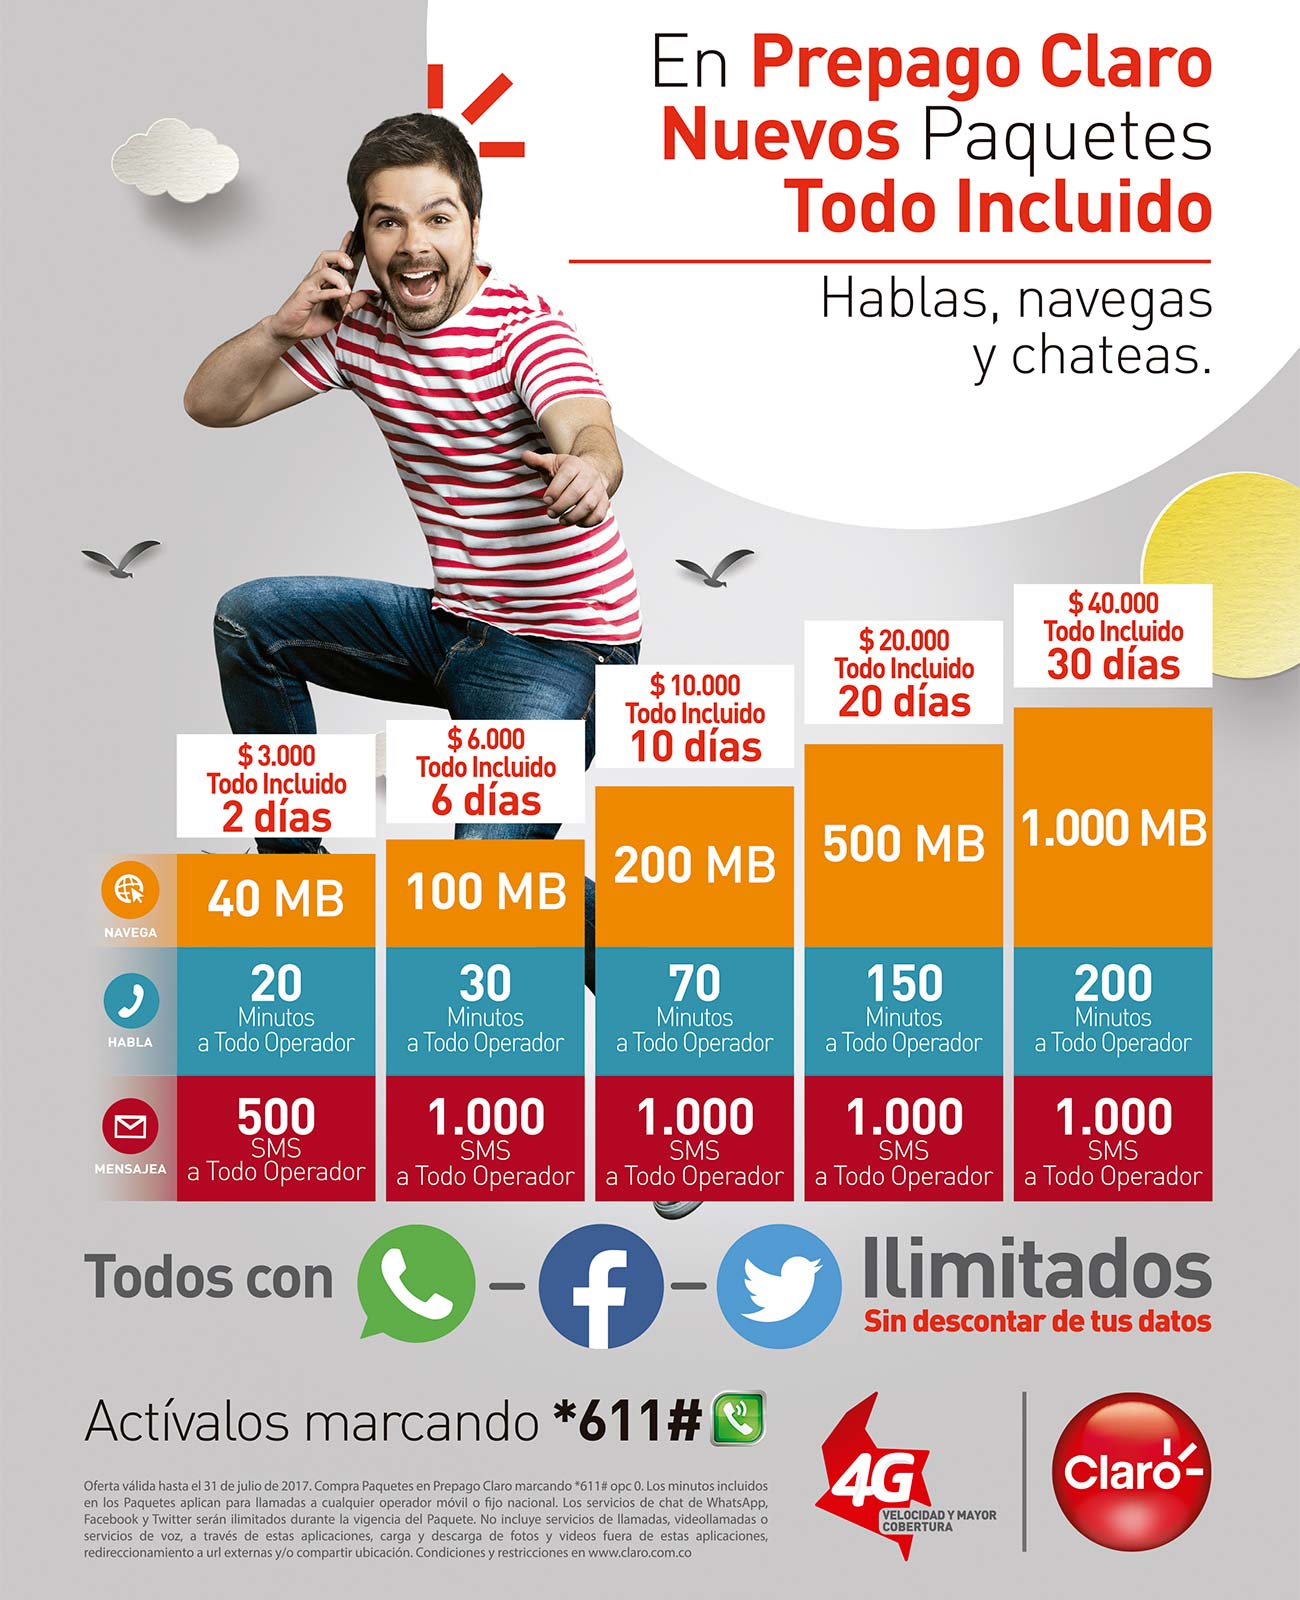 En Prepago Claro
Nuevos Paquetes
Todo Incluido
Hablas, navegas
y chateas.
$ 3.000
Todo Incluido
2 días
$ 6.000
Todo Incluido
6 días
$ 10.000
Todo Incluido
10 días
$ 20.000
Todo Incluido
20 días
$ 40.000
Todo Incluido
30 días
NAVEGA
40 MB
100 MB
200 MB
500 MB
1.000 MB
HABLA
20
Minutos
a Todo Operador
30
Minutos
a Todo Operador
70
Minutos
a Todo Operador
150
Minutos
a Todo Operador
200
Minutos
a Todo Operador
MENSAJEA
500
SMS
a Todo Operador
1.000
SMS
a Todo Operador
1.000
SMS
a Todo Operador
1.000
SMS
a Todo Operador
1.000
SMS
a Todo Operador
Todos con
Ilimitados
Sin descontar de tus datos
Actívalos marcando *611#
Oferta válida hasta el 31 de julio de 2017. Compra Paquetes en Prepago Claro marcando *611# opc 0. Los minutos incluidos
en los Paquetes aplican para llamadas a cualquier operador móvil o fijo nacional. Los servicios de chat de WhatsApp,
Facebook y Twitter serán ilimitados durante la vigencia del Paquete. No incluye servicios de llamadas, videollamadas o
servicios de voz, a través de estas aplicaciones, carga y descarga de fotos y videos fuera de estas aplicaciones,
redireccionamiento a url externas y/o compartir ubicación. Condiciones y restricciones en www.claro.com.co
4G
VELOCIDAD Y MAYOR
COBERTURA
Claro